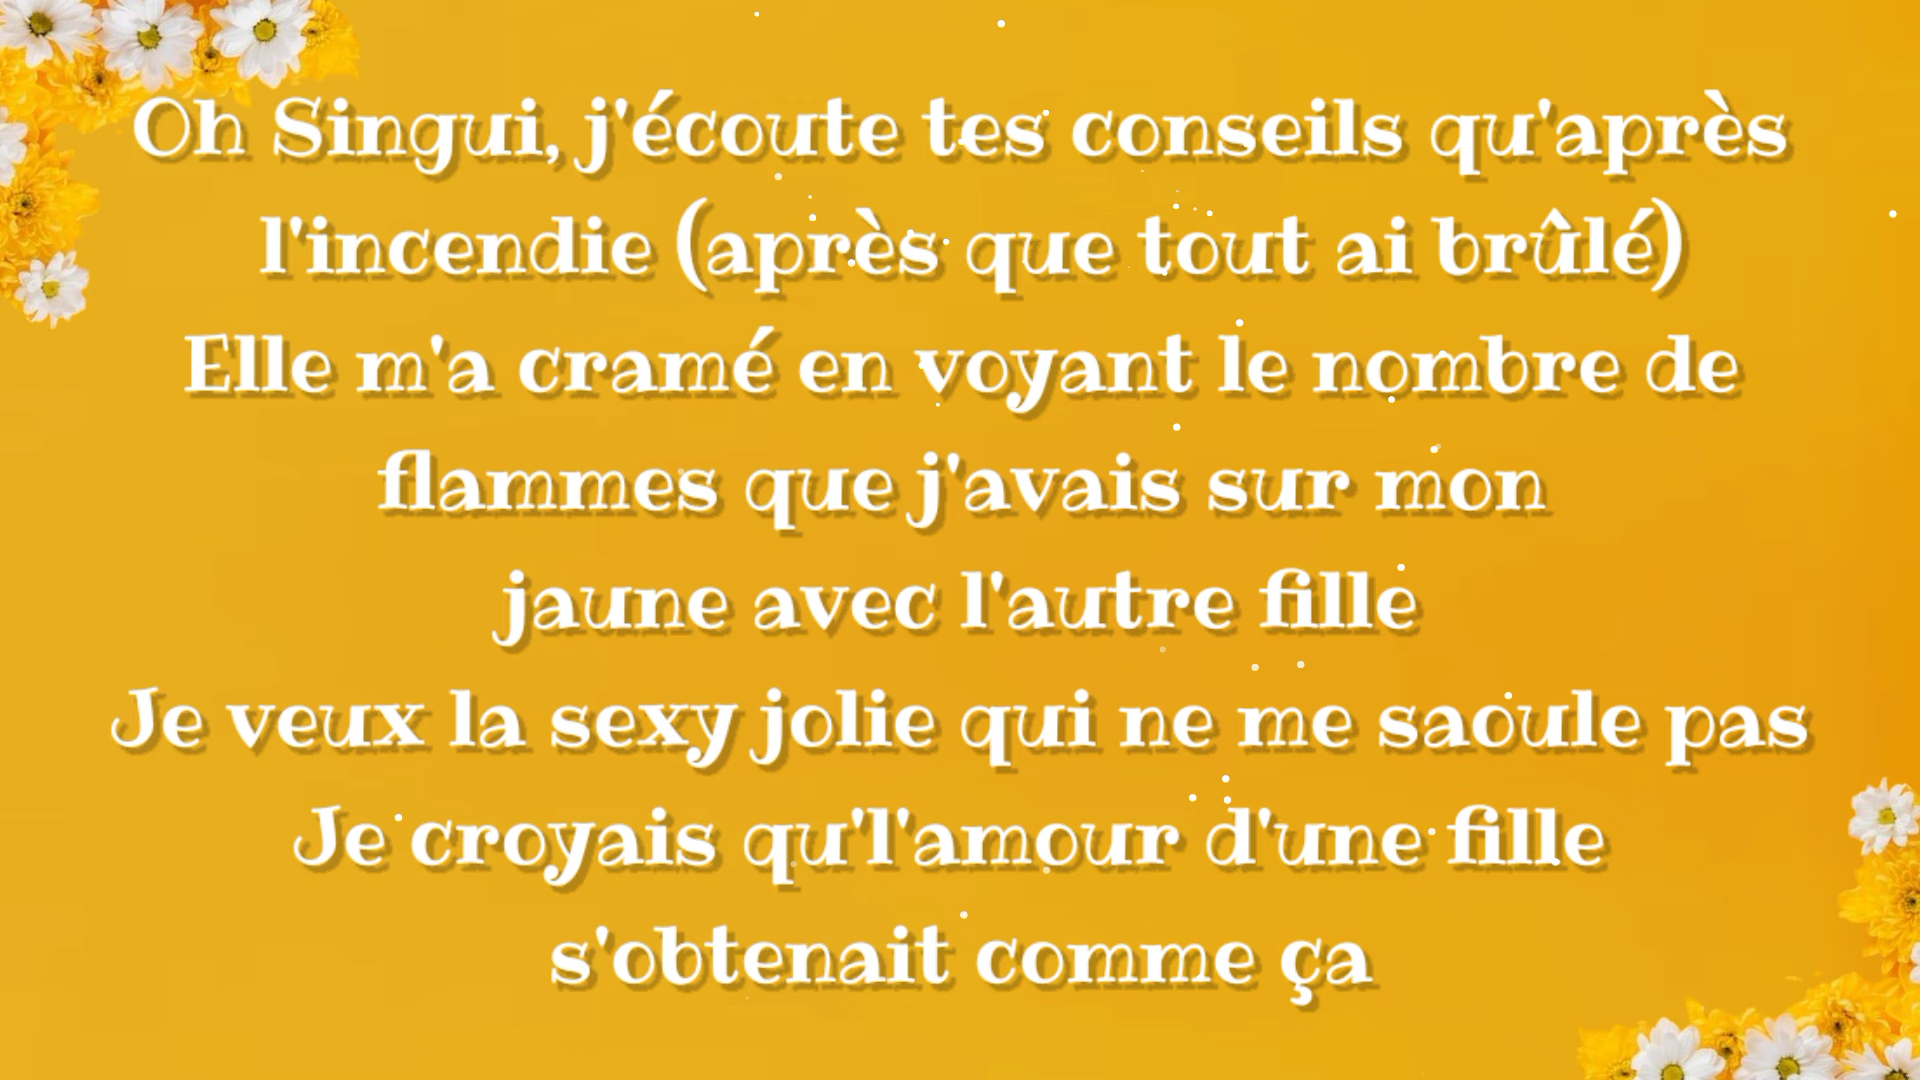 Oh Singui, j'écoute tes conseils qu'après
l'incendie (après que tout ai brûlé)
Elle m'a cramé en voyant le nombre de
flammes que j'avais sur mon
jaune avec l'autre fille
Je veux la sexy jolie qui ne me saoule pas
Je croyais qu'l'amour d'une fille
s'obtenait comme ça